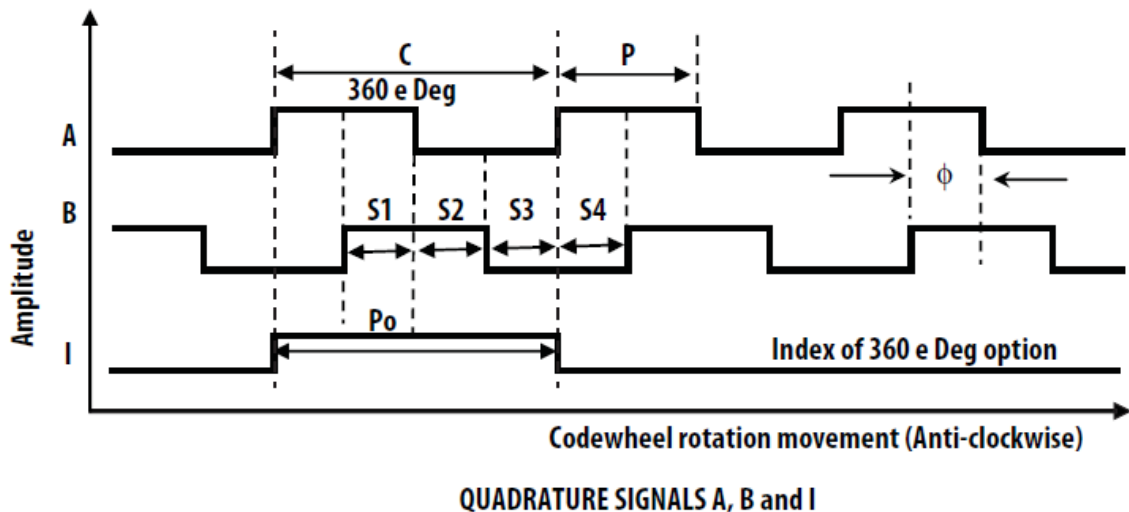 C
P
360 e Deg
A
ϕ
B
S1 S2 S3 S4
Amplitude
Po
I
Index of 360 e Deg option
Codewheel rotation movement (Anti-clockwise)
QUADRATURE SIGNALS A, B and I